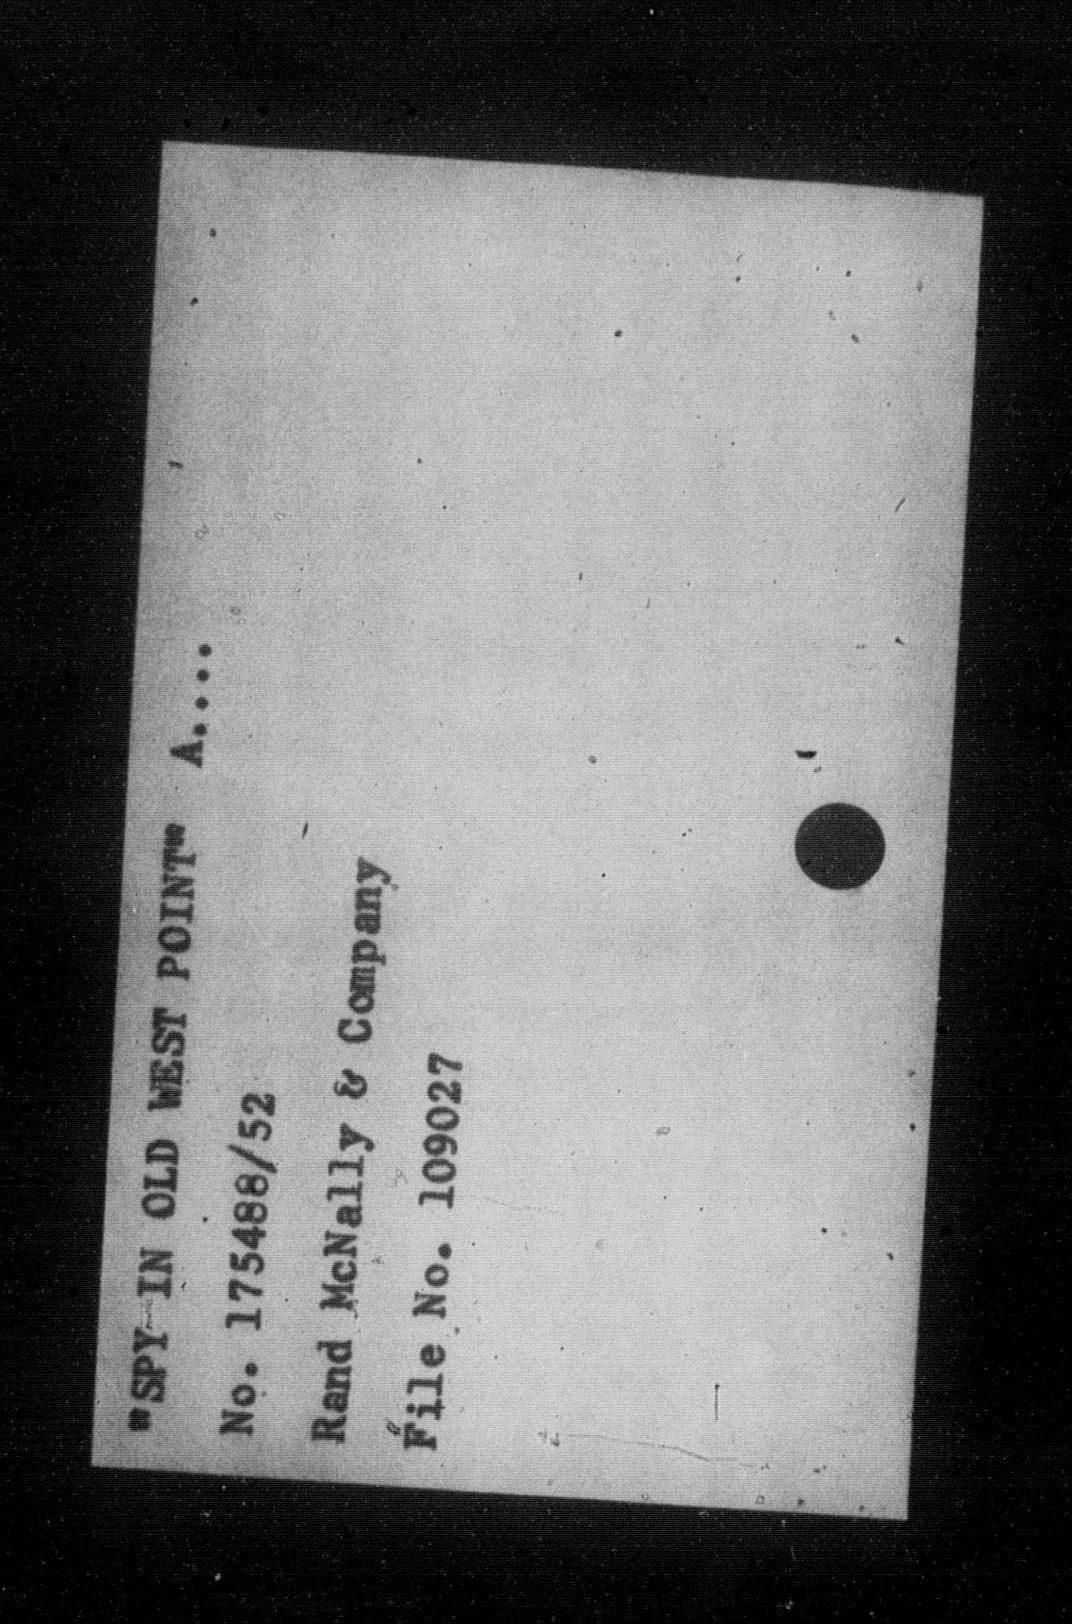 "SPY IN OLD WEST POINT" A....
No. 175488/52
Rand McNally & Company
File No. 109027